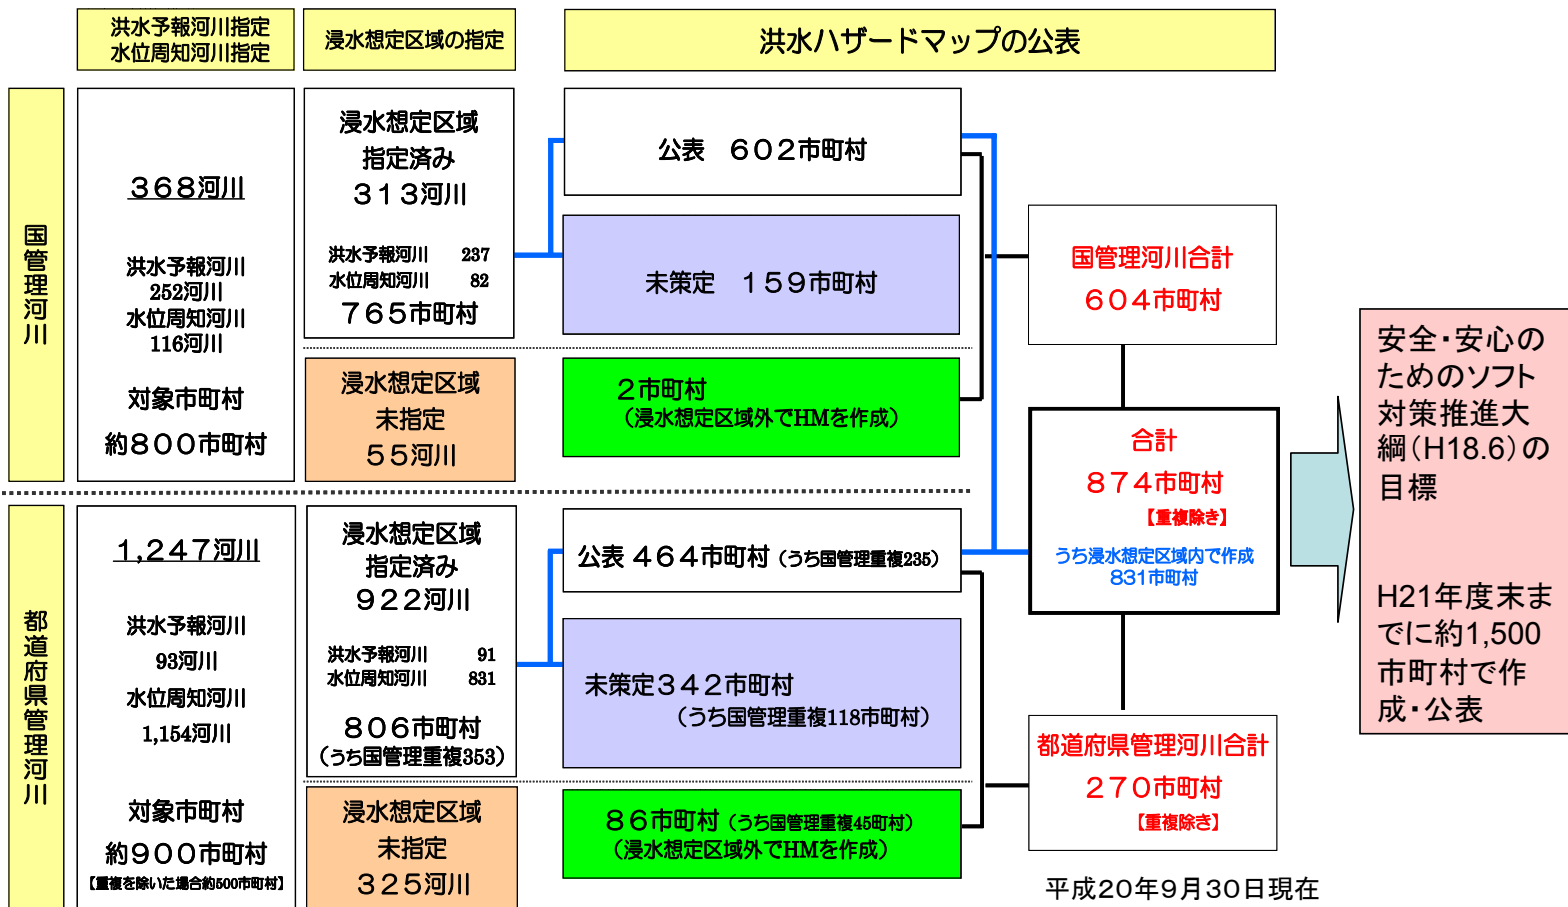 洪水予報河川指定
水位周知河川指定
浸水想定区域の指定
洪水ハザードマップの公表
国管理河川
368河川
洪水予報河川
252河川
水位周知河川
116河川
対象市町村
約800市町村
浸水想定区域
指定済み
313河川
洪水予報河川 237
水位周知河川 82
765市町村
浸水想定区域
未指定
55河川
公表 602市町村
未策定 159市町村
2市町村
(浸水想定区域外でHMを作成)
国管理河川合計
604市町村
合計
874市町村
【重複除き】
うち浸水想定区域内で作成
831市町村
安全・安心の
ためのソフト
対策推進大
綱(H18.6)の
目標
H21年度末ま
でに約1,500
市町村で作
成・公表
都道府県管理河川
1,247河川
洪水予報河川
93河川
水位周知河川
1,154河川
対象市町村
約900市町村
【重複を除いた場合約500市町村】
浸水想定区域
指定済み
922河川
洪水予報河川 91
水位周知河川 831
806市町村
(うち国管理重複353)
浸水想定区域
未指定
325河川
公表 464市町村(うち国管理重複235)
未策定342市町村
(うち国管理重複118市町村)
86市町村(うち国管理重複45町村)
(浸水想定区域外でHMを作成)
都道府県管理河川合計
270市町村
【重複除き】
平成20年9月30日現在